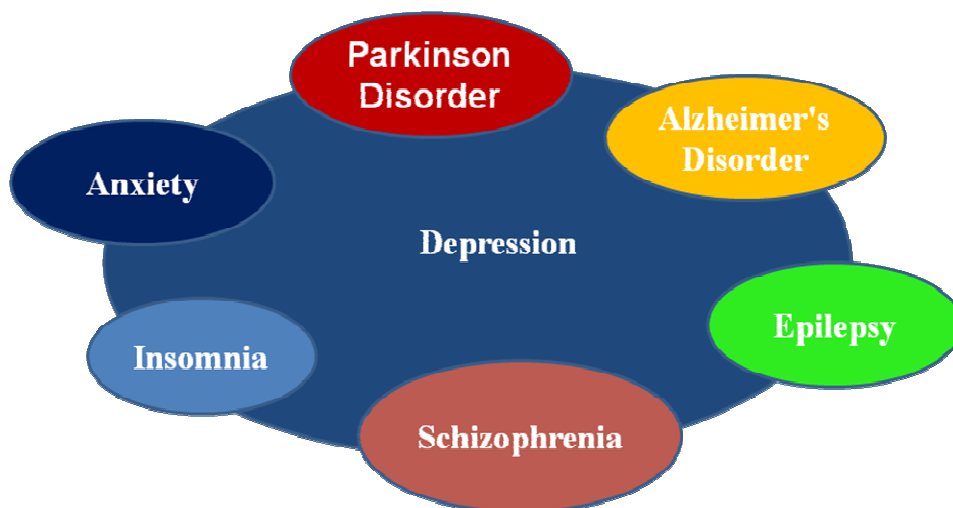 Parkinson
Disorder
Alzheimer's
Disorder
Anxiety
Depression
Epilepsy
Insomnia
Schizophrenia